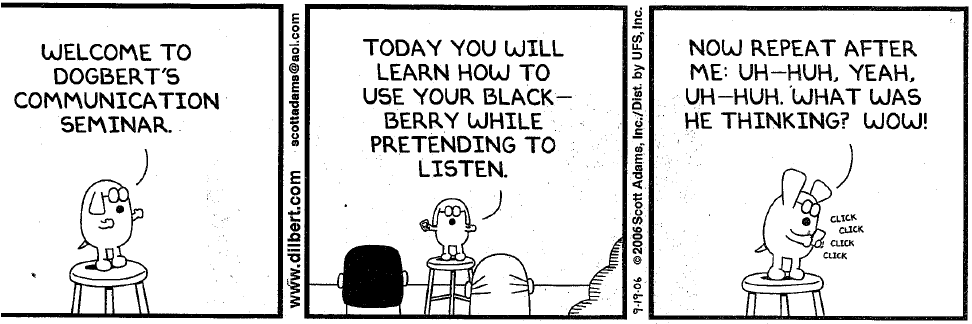 WELCOME TO
DOGBERT'S
COMMUNICATION
SEMINAR.
www.dilbert.com scottadams@aol.com
TODAY YOU WILL
LEARN HOW TO
USE YOUR BLACK—
BERRY WHILE
PRETENDING TO
LISTEN.
9-19-06 ©2006 Scott Adams, Inc./Dist. by UFS, Inc.
NOW REPEAT AFTER
ME: UH—HUH, YEAH,
UH—HUH. WHAT WAS
HE THINKING? WOW!
CLICK
CLICK
CLICK
CLICK